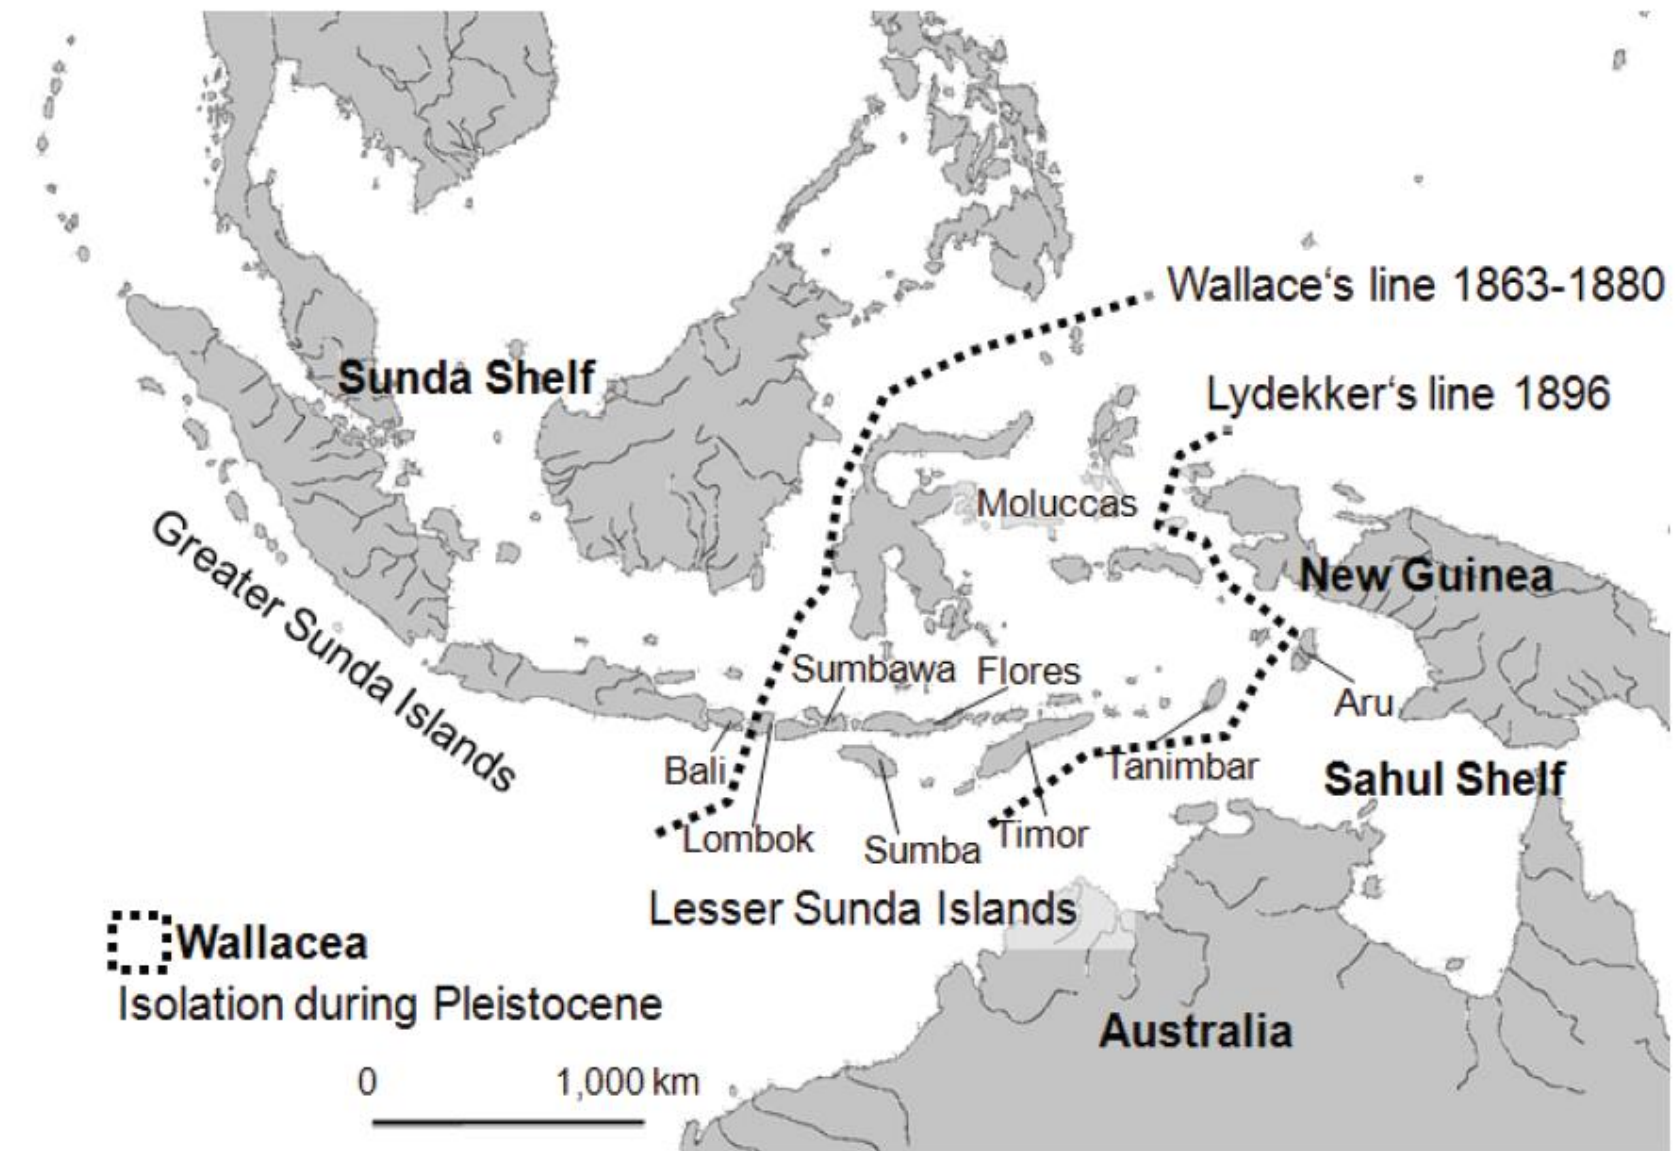 Wallace‘s line 1863-1880
Sunda Shelf
Lydekker‘s line 1896
Moluccas
New Guinea
Greater Sunda Islands
Sumbawa
Flores
Aru
Bali
Tanimbar
Sahul Shelf
Lombok
Sumba
Timor
Lesser Sunda Islands
Wallacea
Isolation during Pleistocene
Australia
0
1,000 km